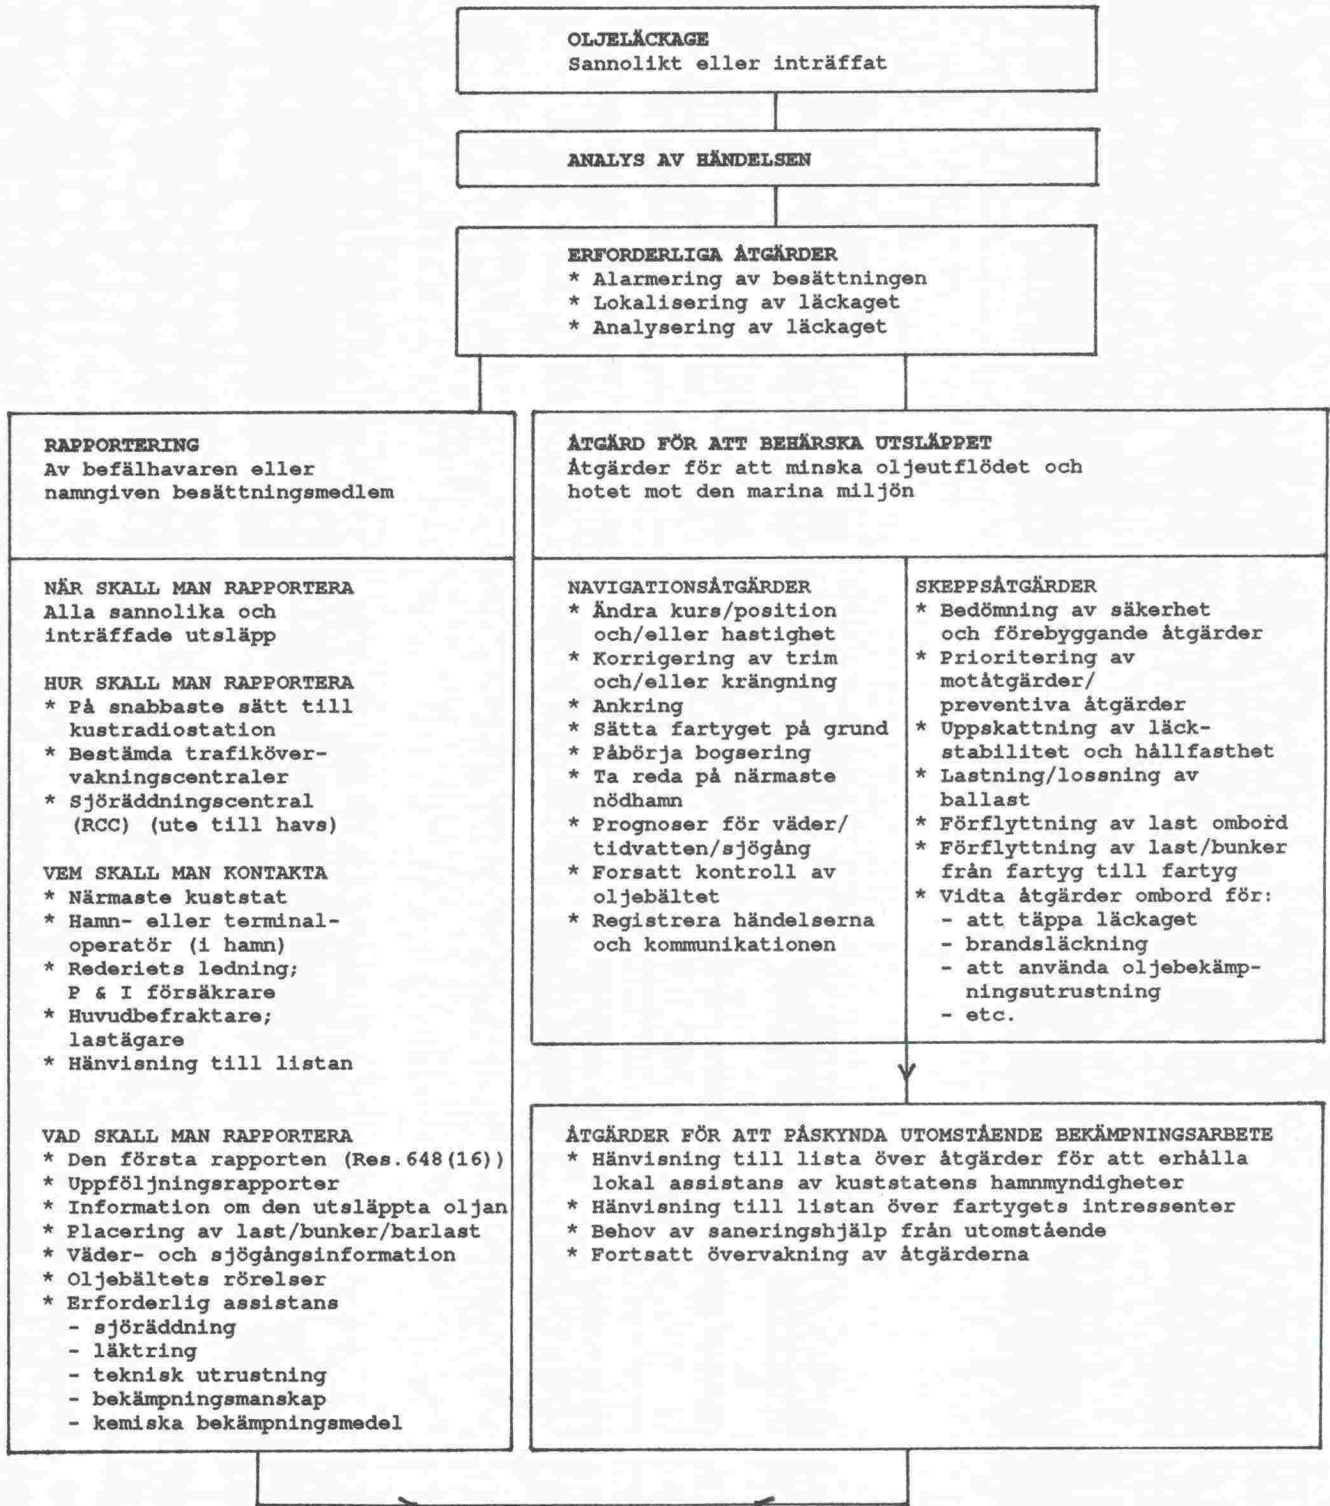 OLJELÄCKAGE
Sannolikt eller inträffat
ANALYS AV HÄNDELSEN
ERFORDERLIGA ÅTGÄRDER
* Alarmering av besättningen
* Lokalisering av läckaget
* Analysering av läckaget
RAPPORTERING
Av befälhavaren eller
namngiven besättningsmedlem
NÄR SKALL MAN RAPPORTERA
Alla sannolika och
inträffade utsläpp
HUR SKALL MAN RAPPORTERA
* På snabbaste sätt till
kustradiostation
* Bestämda trafiköver-
vakningscentraler
* Sjöräddningscentral
(RCC) (ute till havs)
VEM SKALL MAN KONTAKTA
* Närmaste kuststat
* Hamn- eller terminal-
operatör (i hamn)
* Rederiets ledning;
P & I försäkrare
* Huvudbefraktare;
lastägare
* Hänvisning till listan
VAD SKALL MAN RAPPORTERA
* Den första rapporten (Res.648(16))
* Uppföljningsrapporter
* Information om den utsläppta oljan
* Placering av last/bunker/barlast
* Väder- och sjögångsinformation
* Oljebältets rörelser
* Erforderlig assistans
- sjöräddning
- läktring
- teknisk utrustning
- bekämpningsmanskap
- kemiska bekämpningsmedel
ÅTGÄRD FÖR ATT BEHÄRSKA UTSLÄPPET
Åtgärder för att minska oljeutflödet och
hotet mot den marina miljön
NAVIGATIONSÅTGÄRDER
* Ändra kurs/position
och/eller hastighet
* Korrigering av trim
och/eller krängning
* Ankring
* Sätta fartyget på grund
* Påbörja bogsering
* Ta reda på närmaste
nödhamn
* Prognoser för väder/
tidvatten/sjögång
* Forsatt kontroll av
oljebältet
* Registrera händelserna
och kommunikationen
SKEPPSÅTGÄRDER
* Bedömning av säkerhet
och förebyggande åtgärder
* Prioritering av
motåtgärder/
preventiva åtgärder
* Uppskattning av läck-
stabilitet och hållfasthet
* Lastning/lossning av
ballast
* Förflyttning av last ombord
* Förflyttning av last/bunker
från fartyg till fartyg
* Vidta åtgärder ombord för:
- att täppa läckaget
- brandsläckning
- att använda oljebekämp-
ningsutrustning
- etc.
ÅTGÄRDER FÖR ATT PÅSKYNDA UTOMSTÅENDE BEKÄMPNINGSARBETE
* Hänvisning till lista över åtgärder för att erhålla
lokal assistans av kuststatens hamnmyndigheter
* Hänvisning till listan över fartygets intressenter
* Behov av saneringshjälp från utomstående
* Fortsatt övervakning av åtgärderna